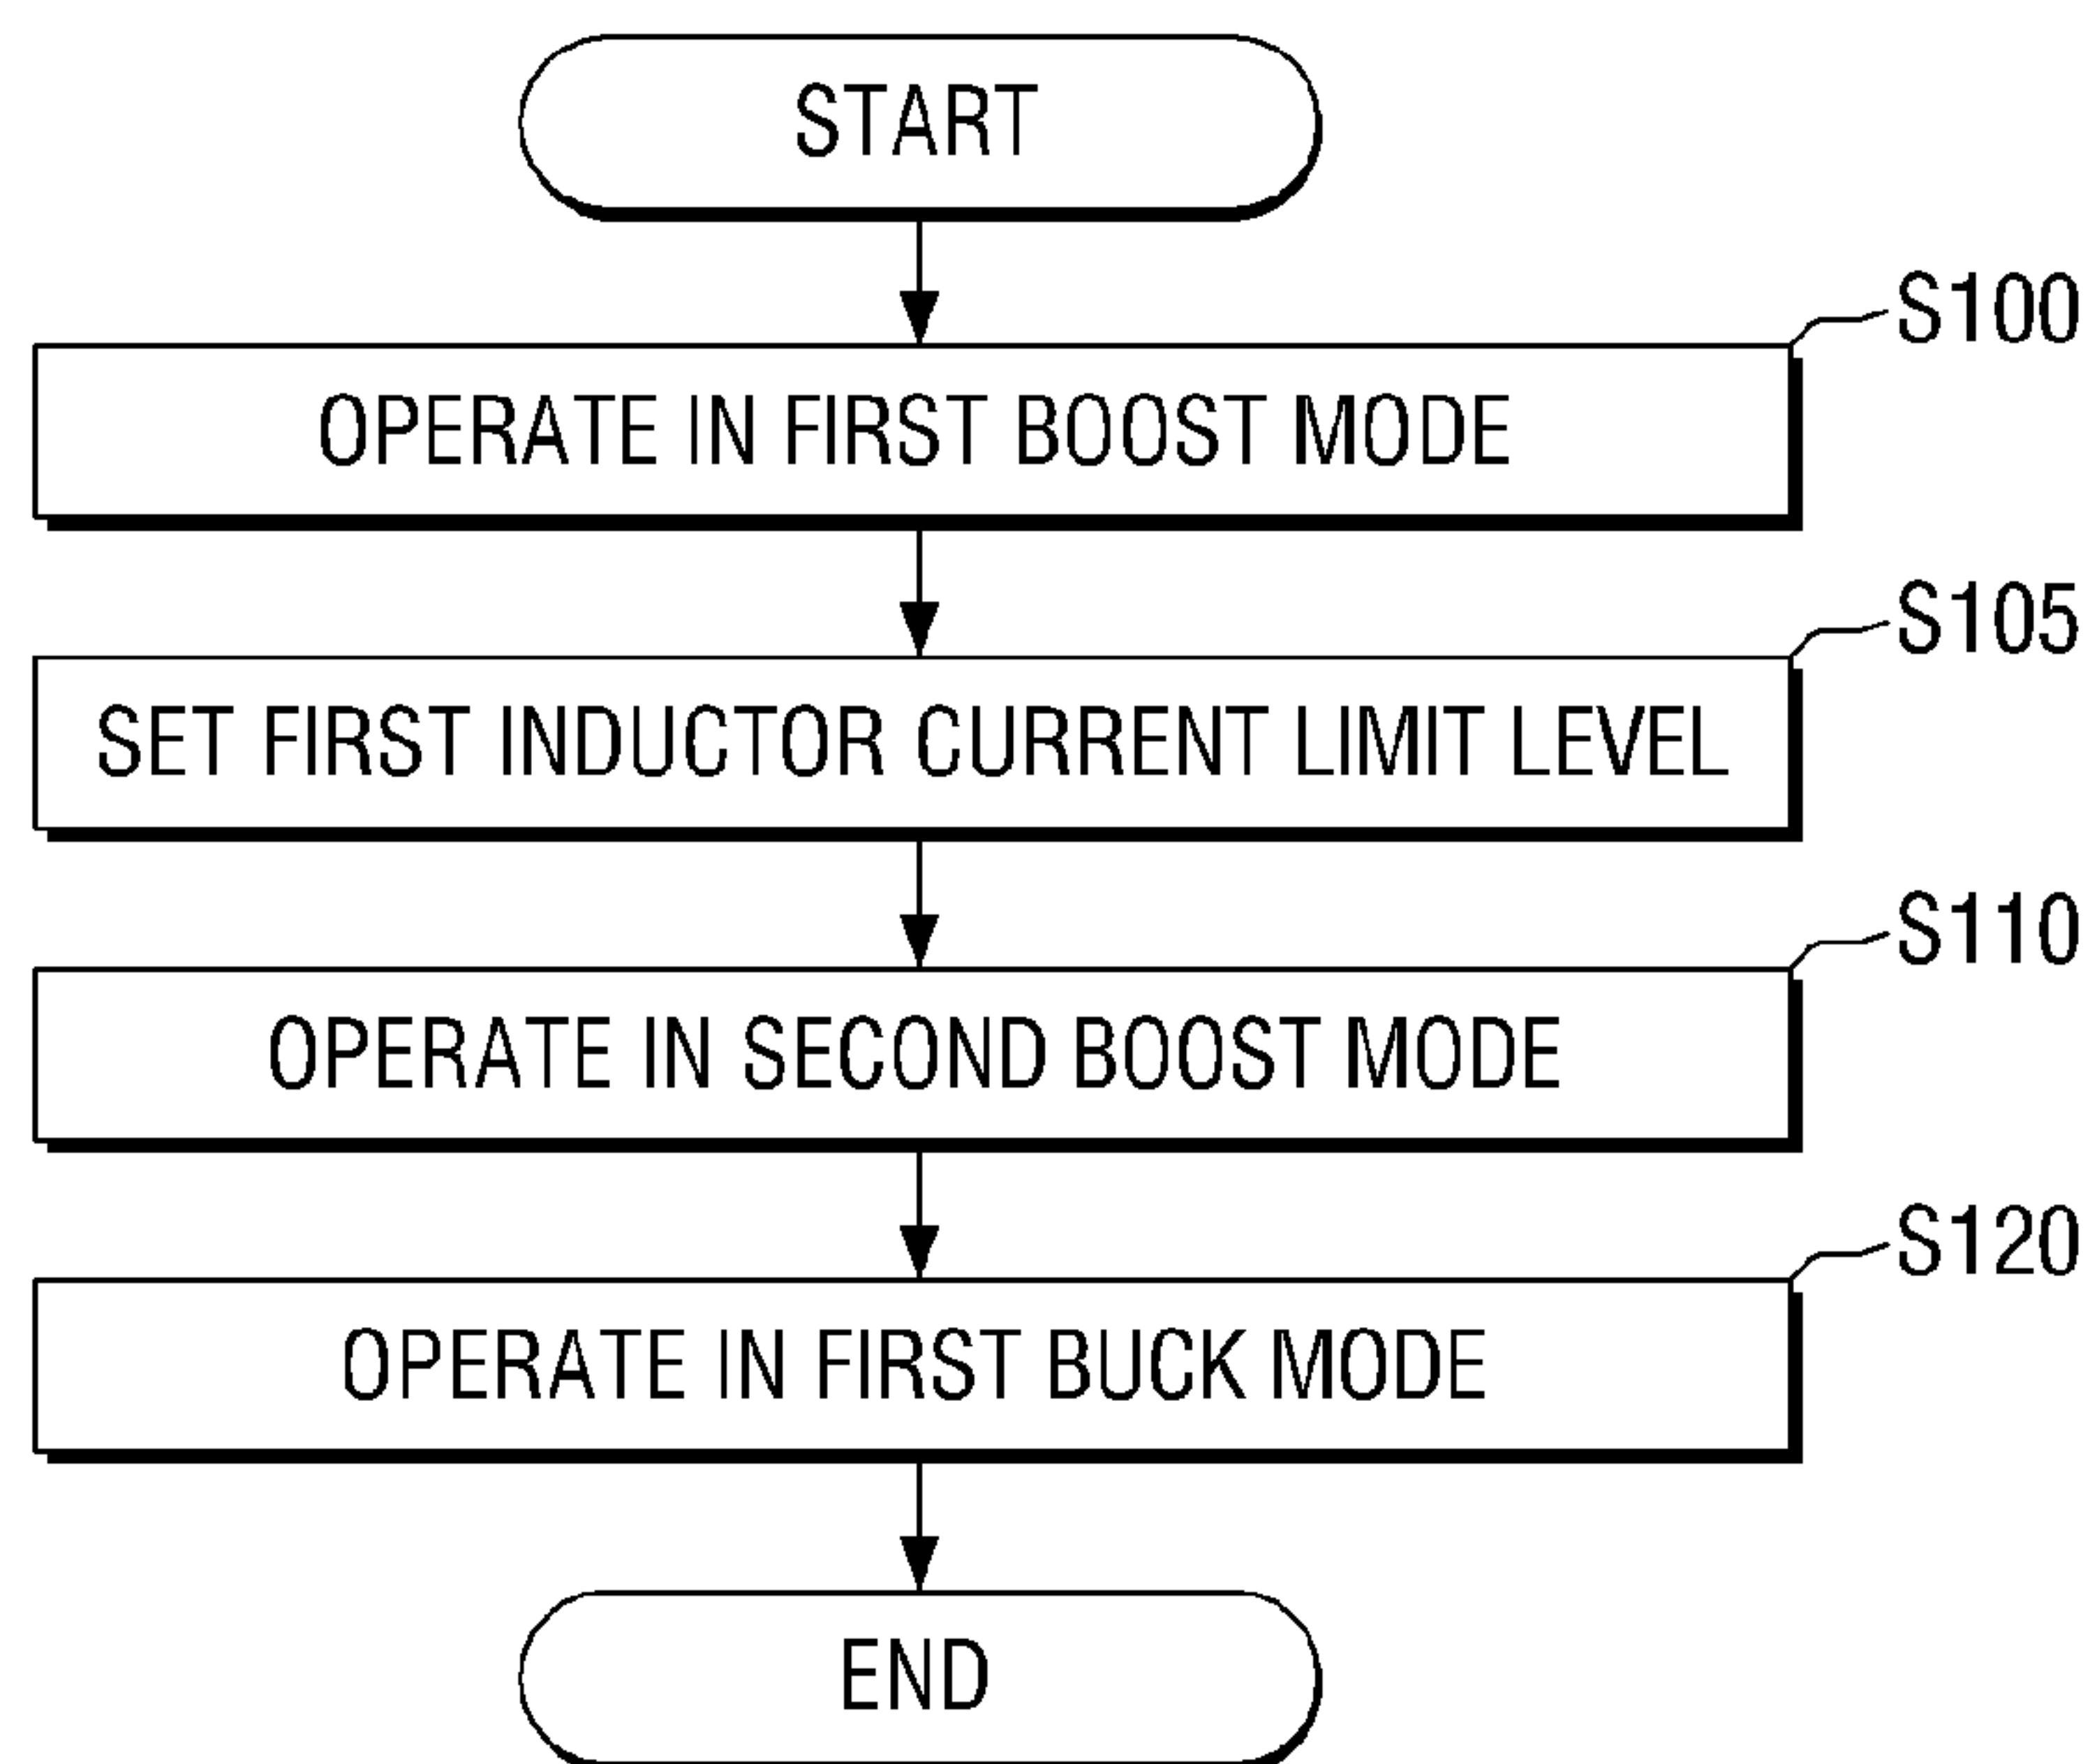 START
S100
OPERATE IN FIRST BOOST MODE
S105
SET FIRST INDUCTOR CURRENT LIMIT LEVEL
S110
OPERATE IN SECOND BOOST MODE
S120
OPERATE IN FIRST BUCK MODE
END